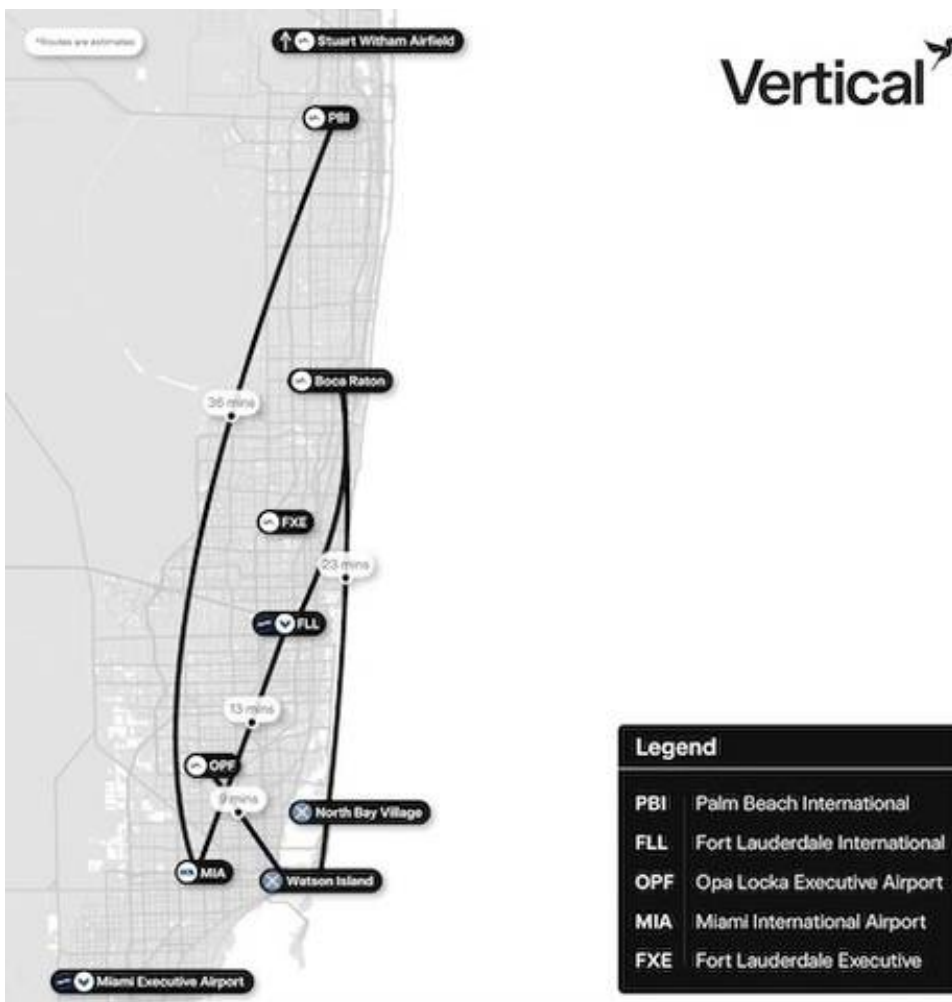 *Routes are estimated
Stuart Witham Airfield
Vertical
PBI
Boca Raton
36 mins
FXE
23 mins
FLL
13 mins
OPF
9 mins
North Bay Village
MIA
Watson Island
Miami Executive Airport
Legend
PBI Palm Beach International
FLL Fort Lauderdale International
OPF Opa Locka Executive Airport
MIA Miami International Airport
FXE Fort Lauderdale Executive